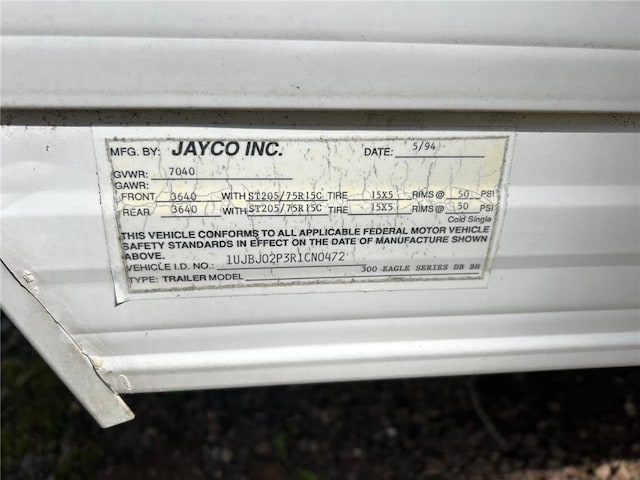 MFG. BY: JAYCO INC. DATE: 5/94
GVWR: 7040
GAWR:
FRONT 3640 WITH ST205/75R15C TIRE 15X5 RIMS @ 50 PSI
REAR 3640 WITH ST205/75R15C TIRE 15X5 RIMS @ 50 PSI
Cold Single
THIS VEHICLE CONFORMS TO ALL APPLICABLE FEDERAL MOTOR VEHICLE
SAFETY STANDARDS IN EFFECT ON THE DATE OF MANUFACTURE SHOWN
ABOVE.
VEHICLE I.D. NO.: 1UJBJ02P3R1CN0472
TYPE: TRAILER MODEL 300 EAGLE SERIES DB BH